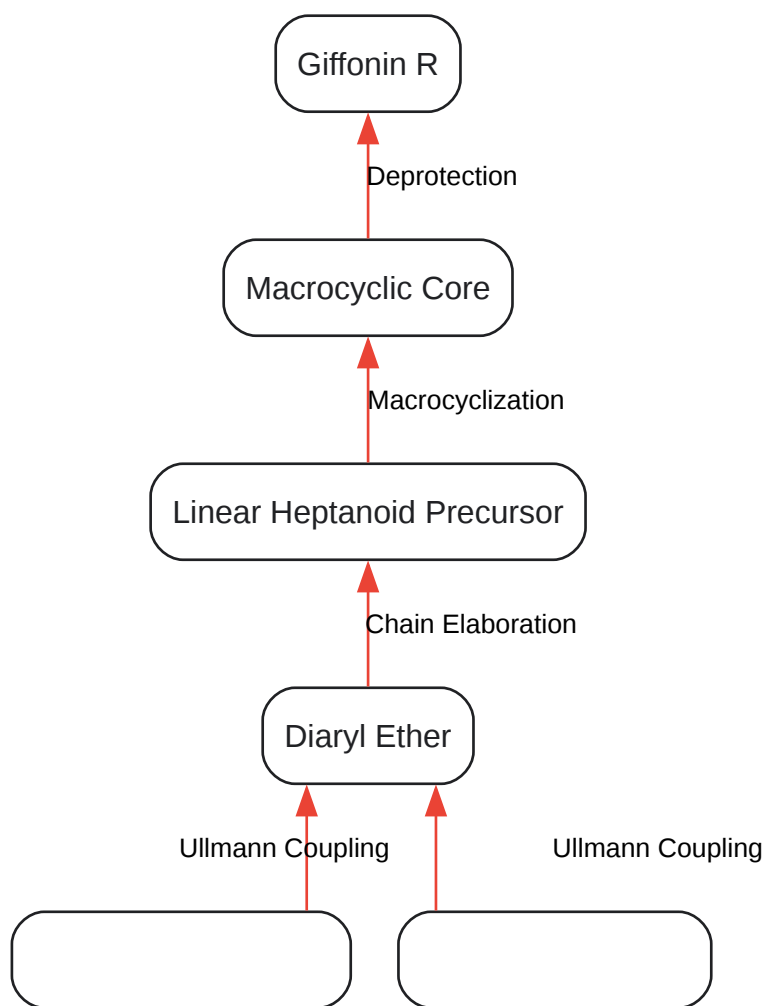 Giffonin R
Deprotection
Macrocyclic Core
Macrocyclization
Linear Heptanoid Precursor
Chain Elaboration
Diaryl Ether
Ullmann Coupling
Ullmann Coupling